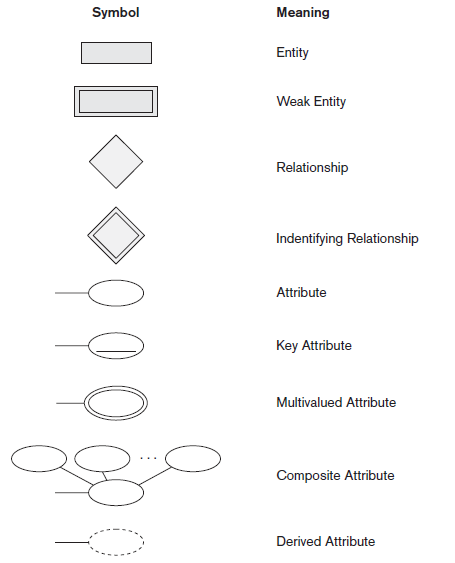 Symbol Meaning
Entity
Weak Entity
Relationship
Indentifying Relationship
Attribute
Key Attribute
Multivalued Attribute
. . .
Composite Attribute
Derived Attribute